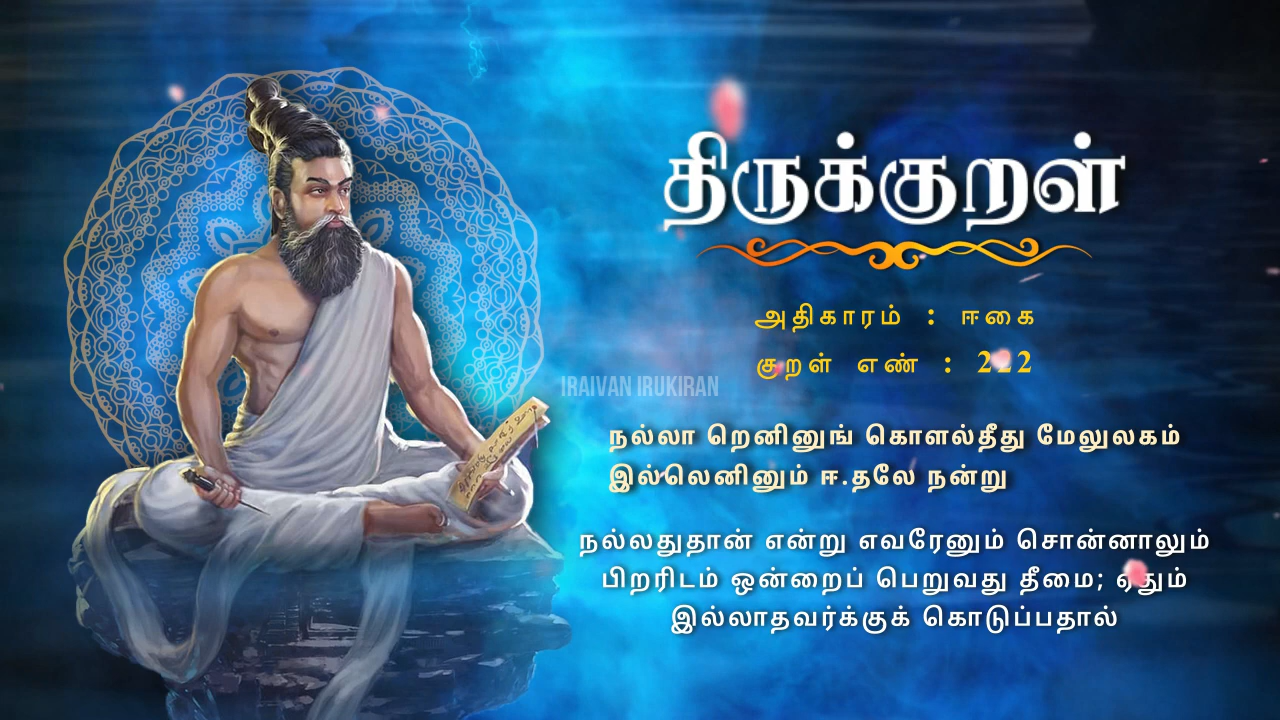 திருக்குறள்
அதிகாரம் : ஈகை
குறள் எண் : 222
IRAIVAN IRUKIRAN
நல்லா றெனினுங் கொளல்தீது மேலுலகம்
இல்லெனினும் ஈ.தலே நன்று
நல்லதுதான் என்று எவரேனும் சொன்னாலும்
பிறரிடம் ஒன்றைப் பெறுவது தீமை; ஏதும்
இல்லாதவர்க்குக் கொடுப்பதால்